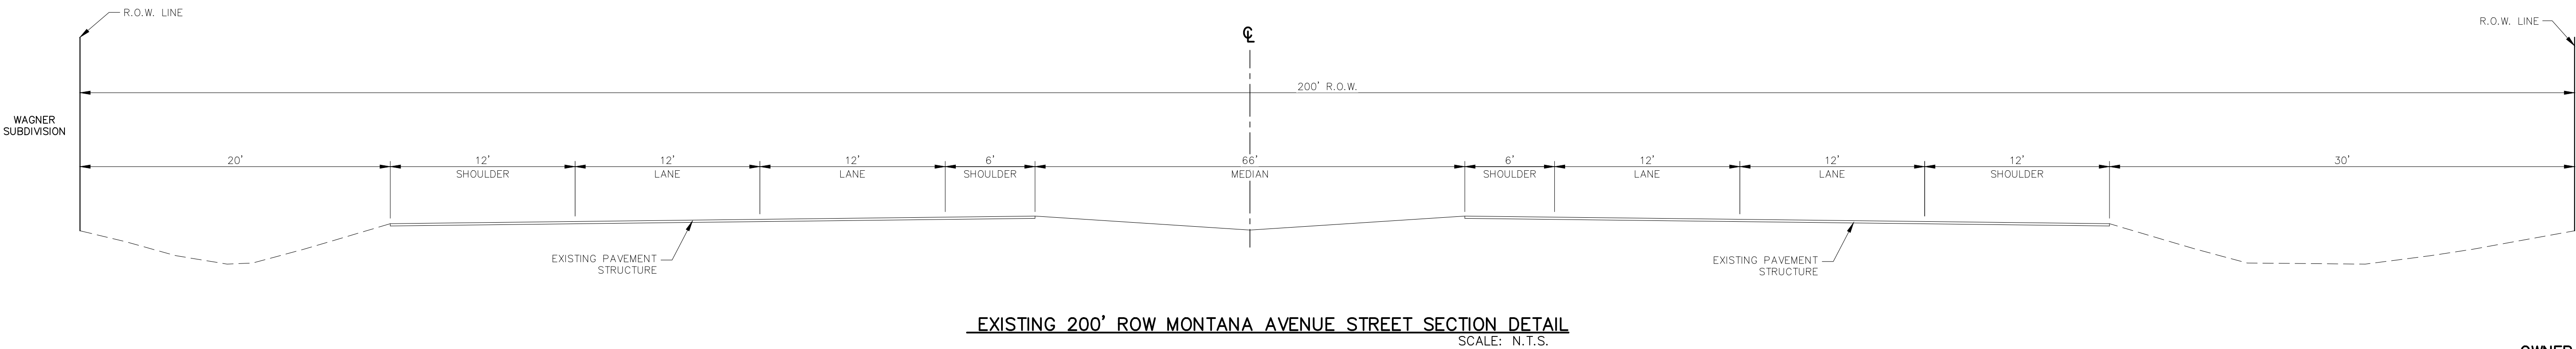 R.O.W. LINE
R.O.W. LINE
℄
200' R.O.W.
WAGNER
SUBDIVISION
20' 12' 12' 12' 6' 66' 6' 12' 12' 12' 30'
SHOULDER LANE LANE SHOULDER MEDIAN SHOULDER LANE LANE SHOULDER
EXISTING PAVEMENT
STRUCTURE
EXISTING PAVEMENT
STRUCTURE
EXISTING 200' ROW MONTANA AVENUE STREET SECTION DETAIL
SCALE: N.T.S.
OWNER